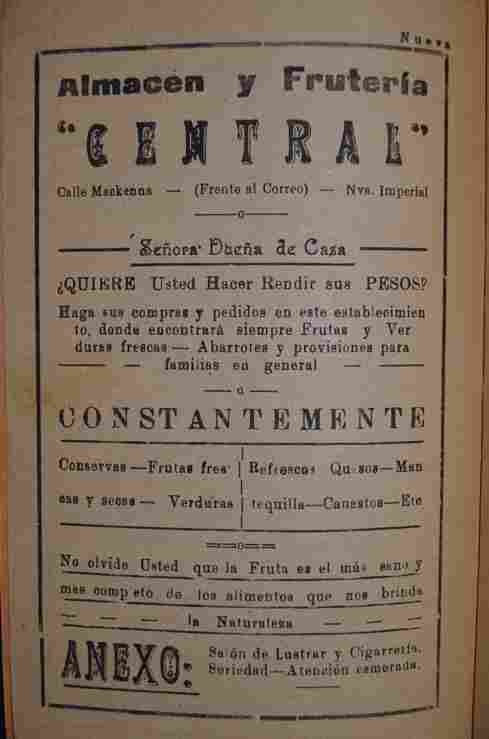 Nueva
Almacén y Frutería
"CENTRAL"
Calle Mackenna — (Frente al Correo) — Nva. Imperial
——o——
Señora Dueña de Caza
¿QUIERE Usted Hacer Rendir sus PESOS?
Haga sus compras y pedidos en este establecimien
to, donde encontrará siempre Frutas y Ver
duras frescas — Abarrotes y provisiones para
— — familias en general — —
——o——
CONSTANTEMENTE
Conservas—Frutas fres
cas y secas— Verduras
Refrescos Quesos—Man
tequilla—Canastos—Etc
No olvide Usted que la Fruta es el más sano y
mas completo de los alimentos que nos brinda
— — — — la Naturaleza — — —
ANEXO:
Salón de Lustrar y Cigarrería.
Seriedad—Atención esmerada.